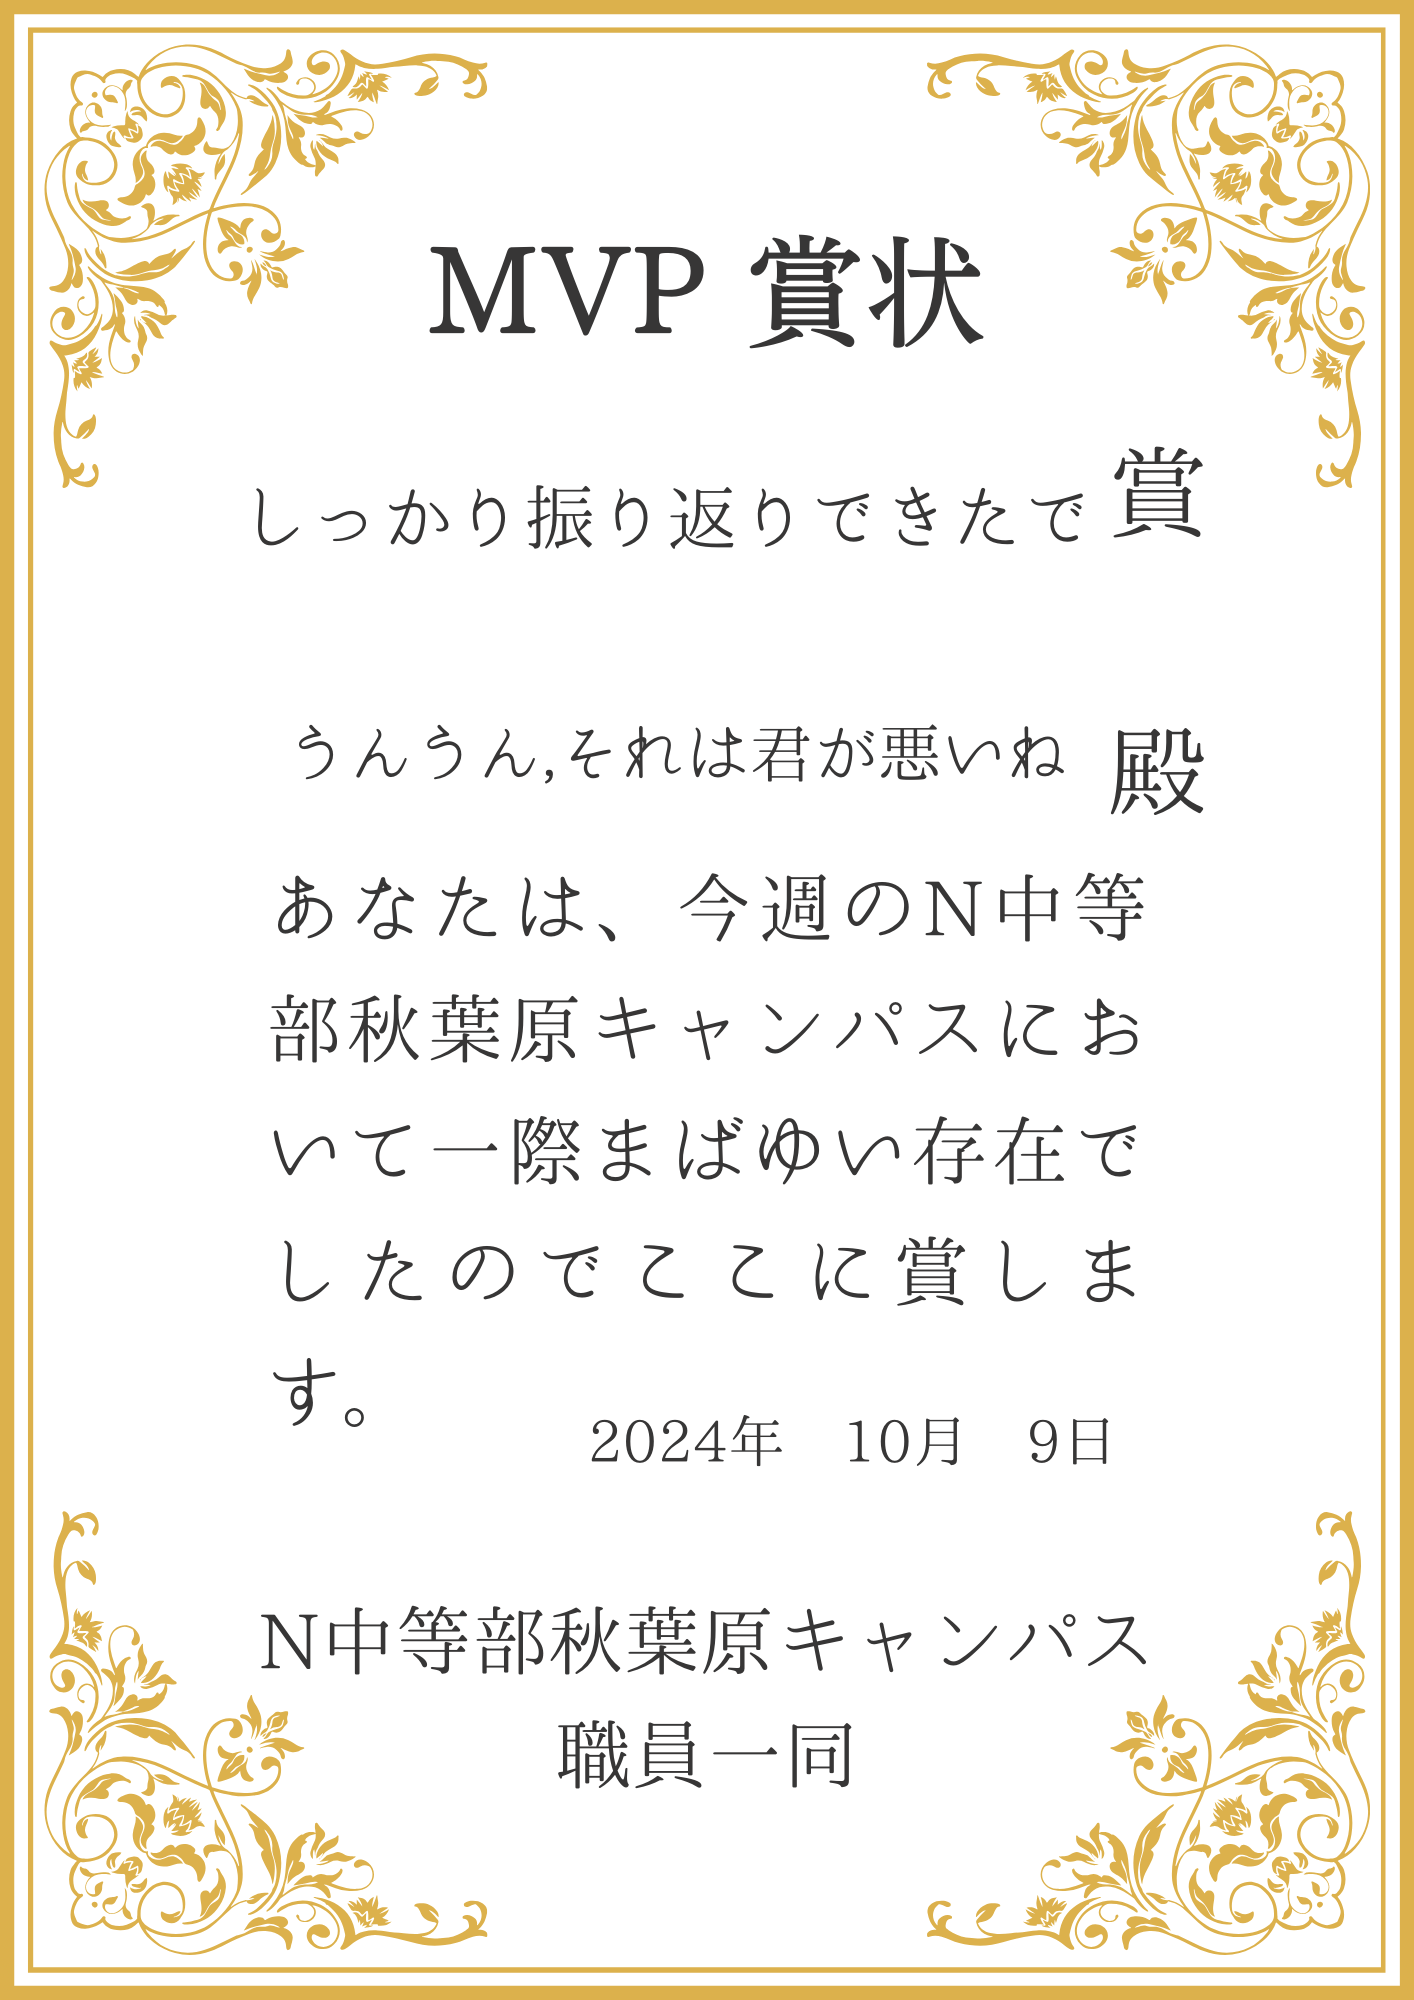 MVP 賞状
しっかり振り返りできたで賞
うんうん,それは君が悪いね 殿
あなたは、今週のN中等
部秋葉原キャンパスにお
いて一際まばゆい存在で
したのでここに賞しま
す。
2024年　10月　9日
N中等部秋葉原キャンパス
職員一同